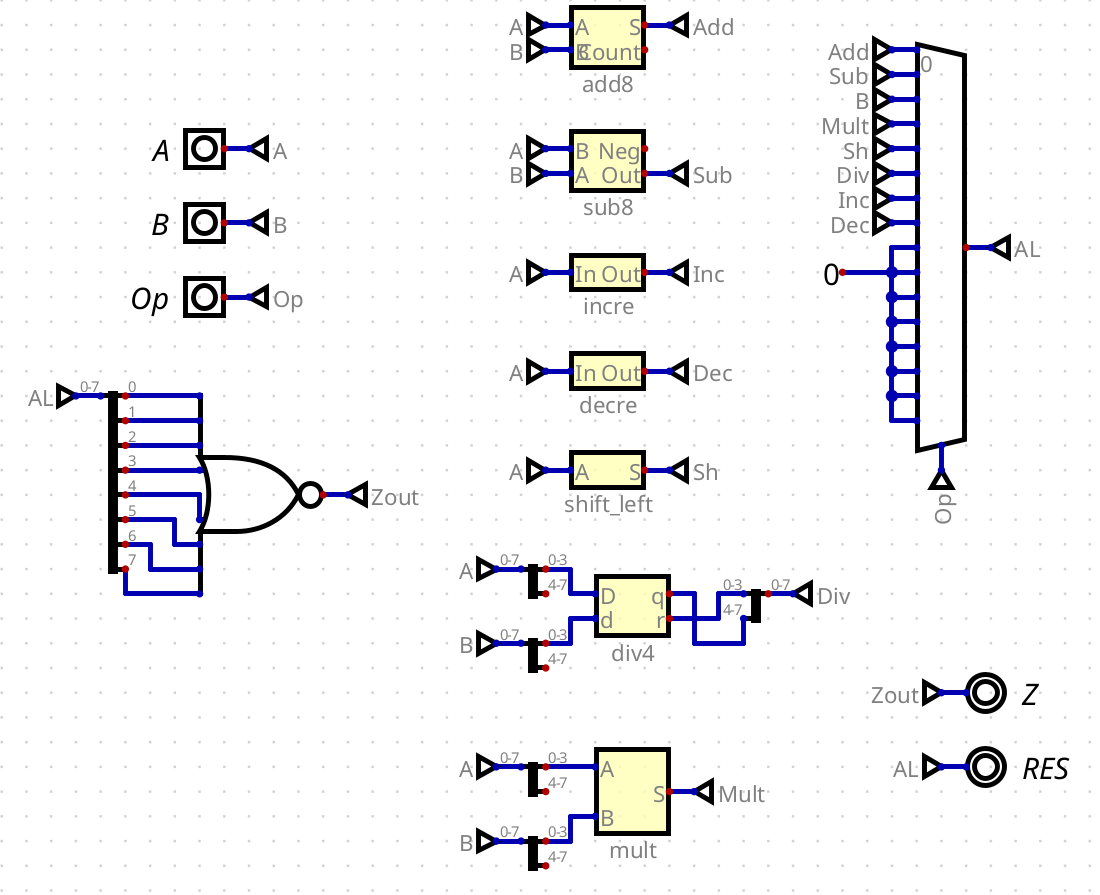 A A S Add
B B Count
add8
A B Neg
B A Out Sub
sub8
A In Out Inc
incre
A In Out Dec
decre
A A S Sh
shift_left
A 0-7 0-3 4-7
B 0-7 0-3 4-7
D q
d r
div4
0-3 4-7 0-7 Div
A 0-7 0-3 4-7
B 0-7 0-3 4-7
A
B
S Mult
mult
A A
B B
Op Op
AL 0-7
0
1
2
3
4
5
6
7
Zout
Add 0
Sub
B
Mult
Sh
Div
Inc
Dec
0
AL
Op
Zout Z
AL RES